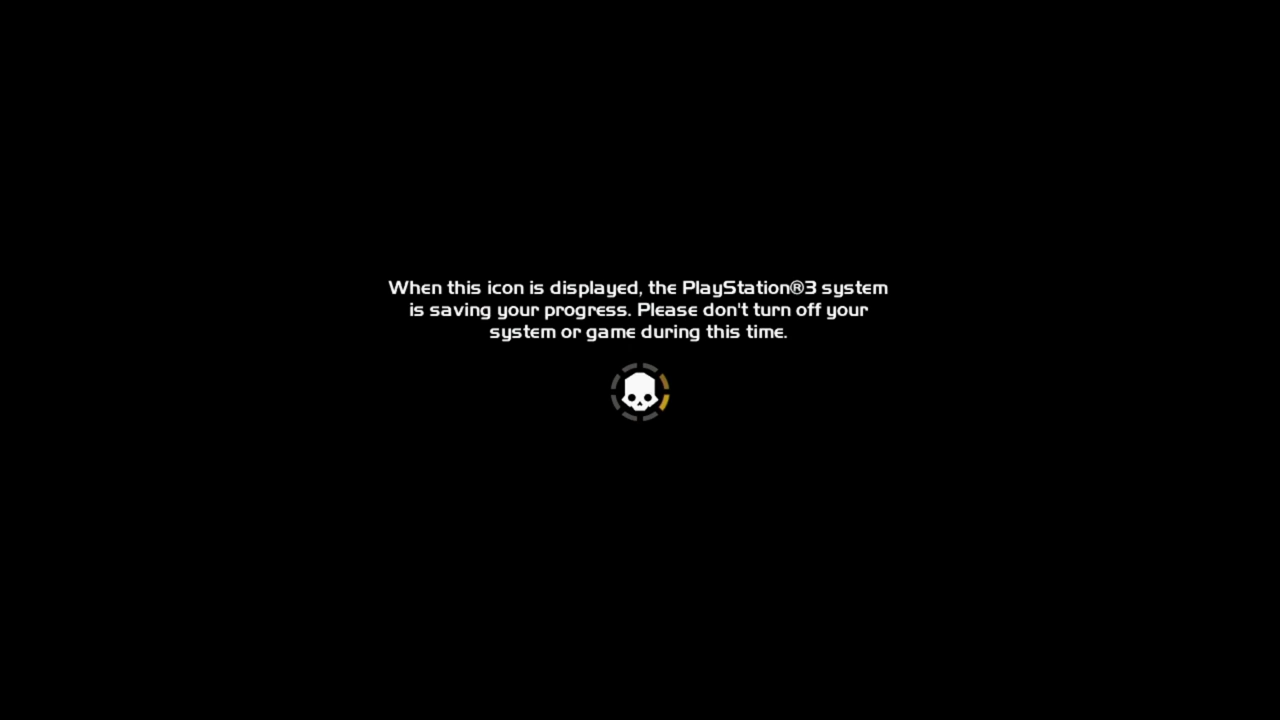 When this icon is displayed, the PlayStation®3 system
is saving your progress. Please don't turn off your
system or game during this time.